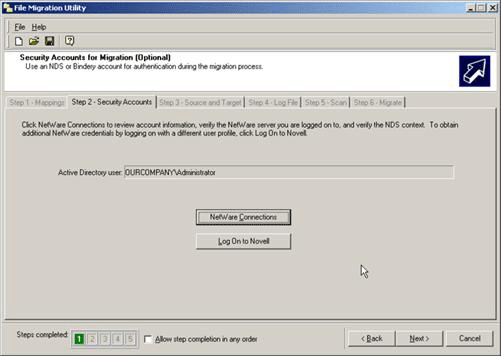 File Migration Utility
File Help
Security Accounts for Migration (Optional)
Use an NDS or Bindery account for authentication during the migration process.
Step 1 - Mappings Step 2 - Security Accounts Step 3 - Source and Target Step 4 - Log File Step 5 - Scan Step 6 - Migrate
Click NetWare Connections to review account information, verify the NetWare server you are logged on to, and verify the NDS context. To obtain
additional NetWare credentials by logging on with a different user profile, click Log On to Novell.
Active Directory user: OURCOMPANY\Administrator
NetWare Connections
Log On to Novell
Steps completed: 1 2 3 4 5 Allow step completion in any order < Back Next > Cancel